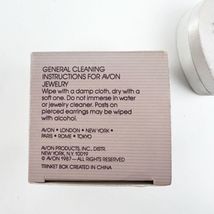 GENERAL CLEANING
INSTRUCTIONS FOR AVON
JEWELRY
Wipe with a damp cloth, dry with a
soft one. Do not immerse in water
or jewelry cleaner. Posts on
pierced earrings may be wiped
with alcohol.
AVON • LONDON • NEW YORK •
PARIS • ROME • TOKYO
AVON PRODUCTS, INC., DISTR.
NEW YORK, N.Y. 10019
© AVON 1987—ALL RIGHTS RESERVED
TRINKET BOX CREATED IN CHINA